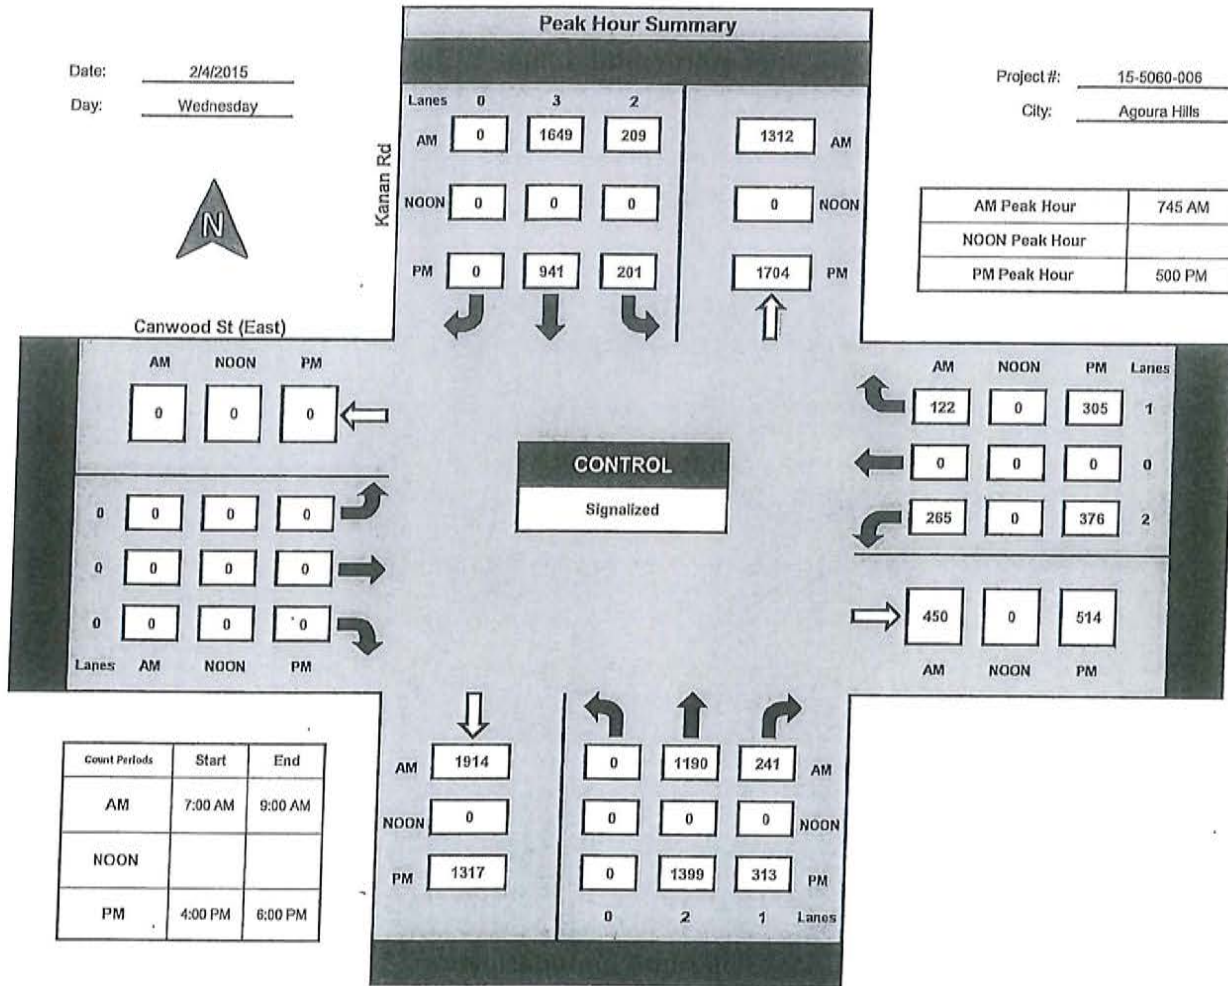 Peak Hour Summary
Date: 2/4/2015
Day: Wednesday
Project #: 15-5060-006
City: Agoura Hills
N
Kanan Rd
Lanes 0 3 2
AM 0 1649 209 1312 AM
NOON 0 0 0 0 NOON
PM 0 941 201 1704 PM
AM Peak Hour 745 AM
NOON Peak Hour
PM Peak Hour 500 PM
Canwood St (East)
AM NOON PM
0 0 0
0 0 0 0
0 0 0 0
0 0 0 0
Lanes AM NOON PM
CONTROL
Signalized
AM NOON PM Lanes
122 0 305 1
0 0 0 0
265 0 376 2
450 0 514
AM NOON PM
Count Periods Start End
AM 7:00 AM 9:00 AM
NOON
PM 4:00 PM 6:00 PM
AM 1914 0 1190 241 AM
NOON 0 0 0 0 NOON
PM 1317 0 1399 313 PM
0 2 1 Lanes